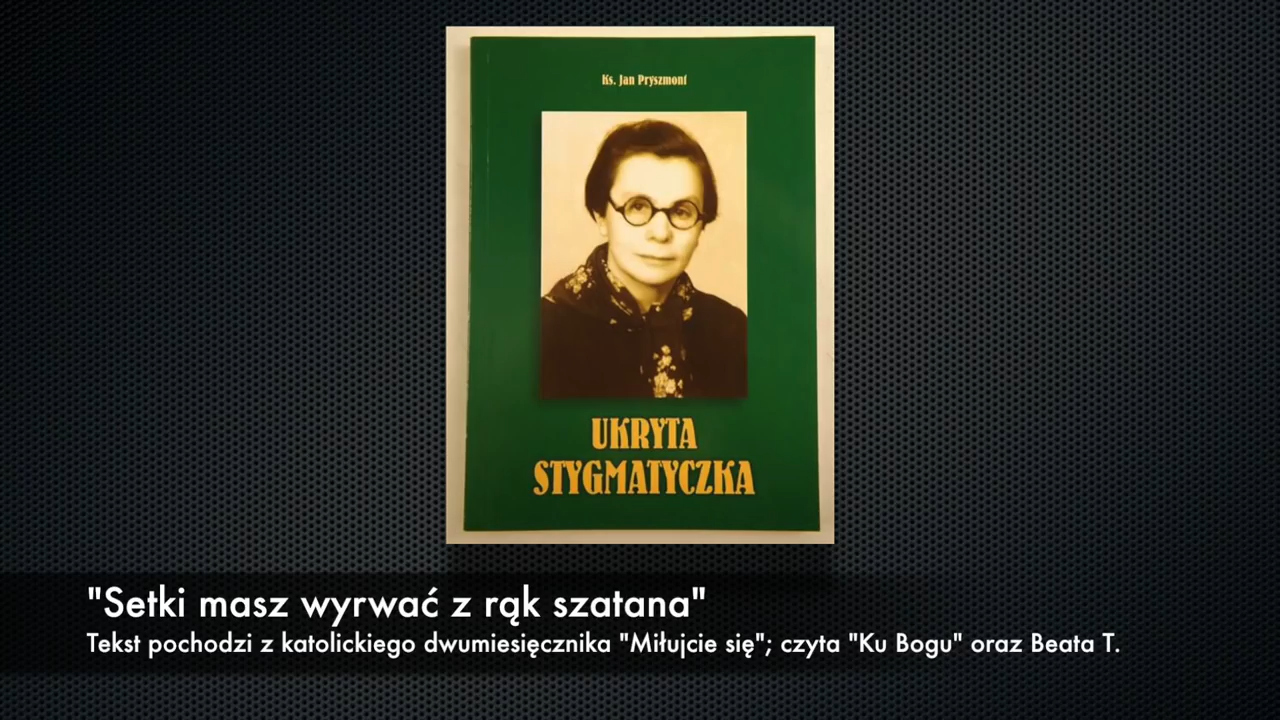 Ks. Jan Pryszmont
UKRYTA
STYGMATYCZKA
"Setki masz wyrwać z rąk szatana"
Tekst pochodzi z katolickiego dwumiesięcznika "Miłujcie się"; czyta "Ku Bogu" oraz Beata T.